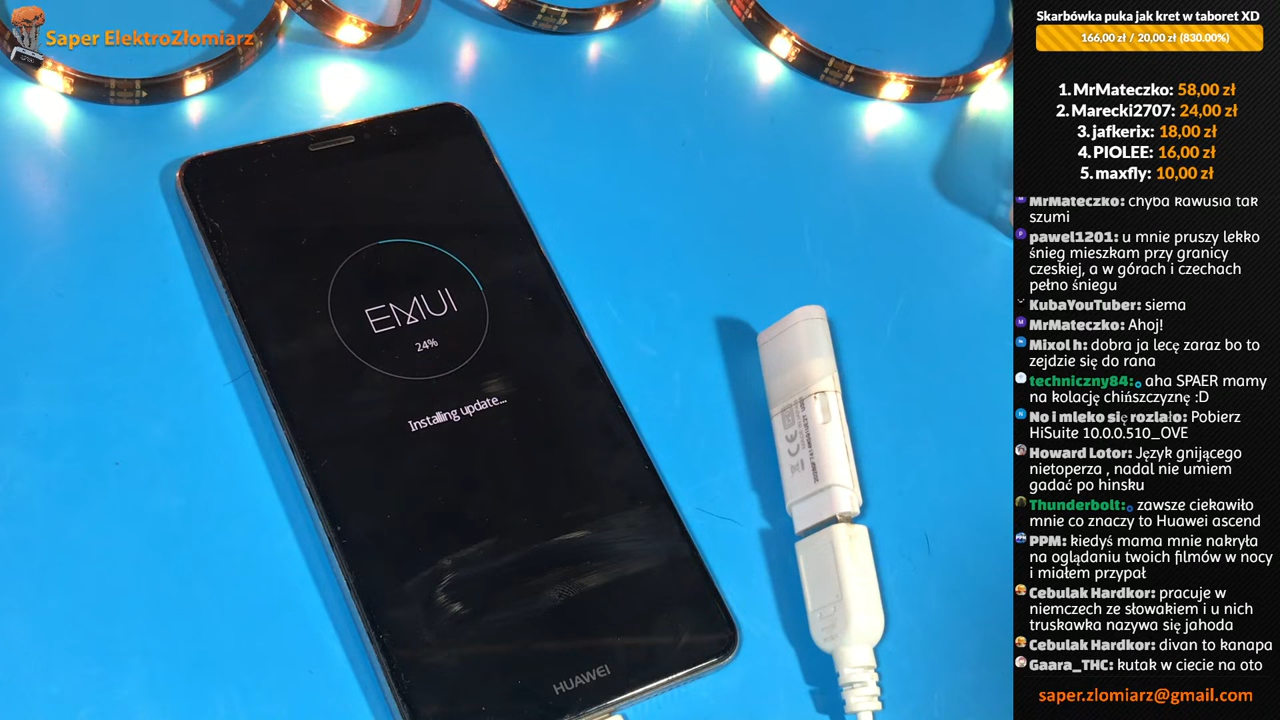 Saper ElektroZłomiarz
Skarbówka puka jak kret w taboret XD
166,00 zł / 20,00 zł (830.00%)
1. MrMateczko: 58,00 zł
2. Marecki2707: 24,00 zł
3. jafkerix: 18,00 zł
4. PIOLEE: 16,00 zł
5. maxfly: 10,00 zł
MrMateczko: chyba kawusia tak
szumi
pawel1201: u mnie pruszy lekko
śnieg mieszkam przy granicy
czeskiej, a w górach i czechach
pełno śniegu
KubaYouTuber: siema
MrMateczko: Ahoj!
Mixol h: dobra ja lecę zaraz bo to
zejdzie się do rana
techniczny84: aha SPAER mamy
na kolację chińszczyznę :D
No i mleko się rozlało: Pobierz
HiSuite 10.0.0.510_OVE
Howard Lotor: Język gnijącego
nietoperza , nadal nie umiem
gadać po hinsku
Thunderbolt: zawsze ciekawiło
mnie co znaczy to Huawei ascend
PPM: kiedyś mama mnie nakryła
na oglądaniu twoich filmów w nocy
i miałem przypał
Cebulak Hardkor: pracuje w
niemczech ze słowakiem i u nich
truskawka nazywa się jahoda
Cebulak Hardkor: divan to kanapa
Gaara_THC: kutak w ciecie na oto
saper.zlomiarz@gmail.com
EMUI
24%
Installing update...
HUAWEI